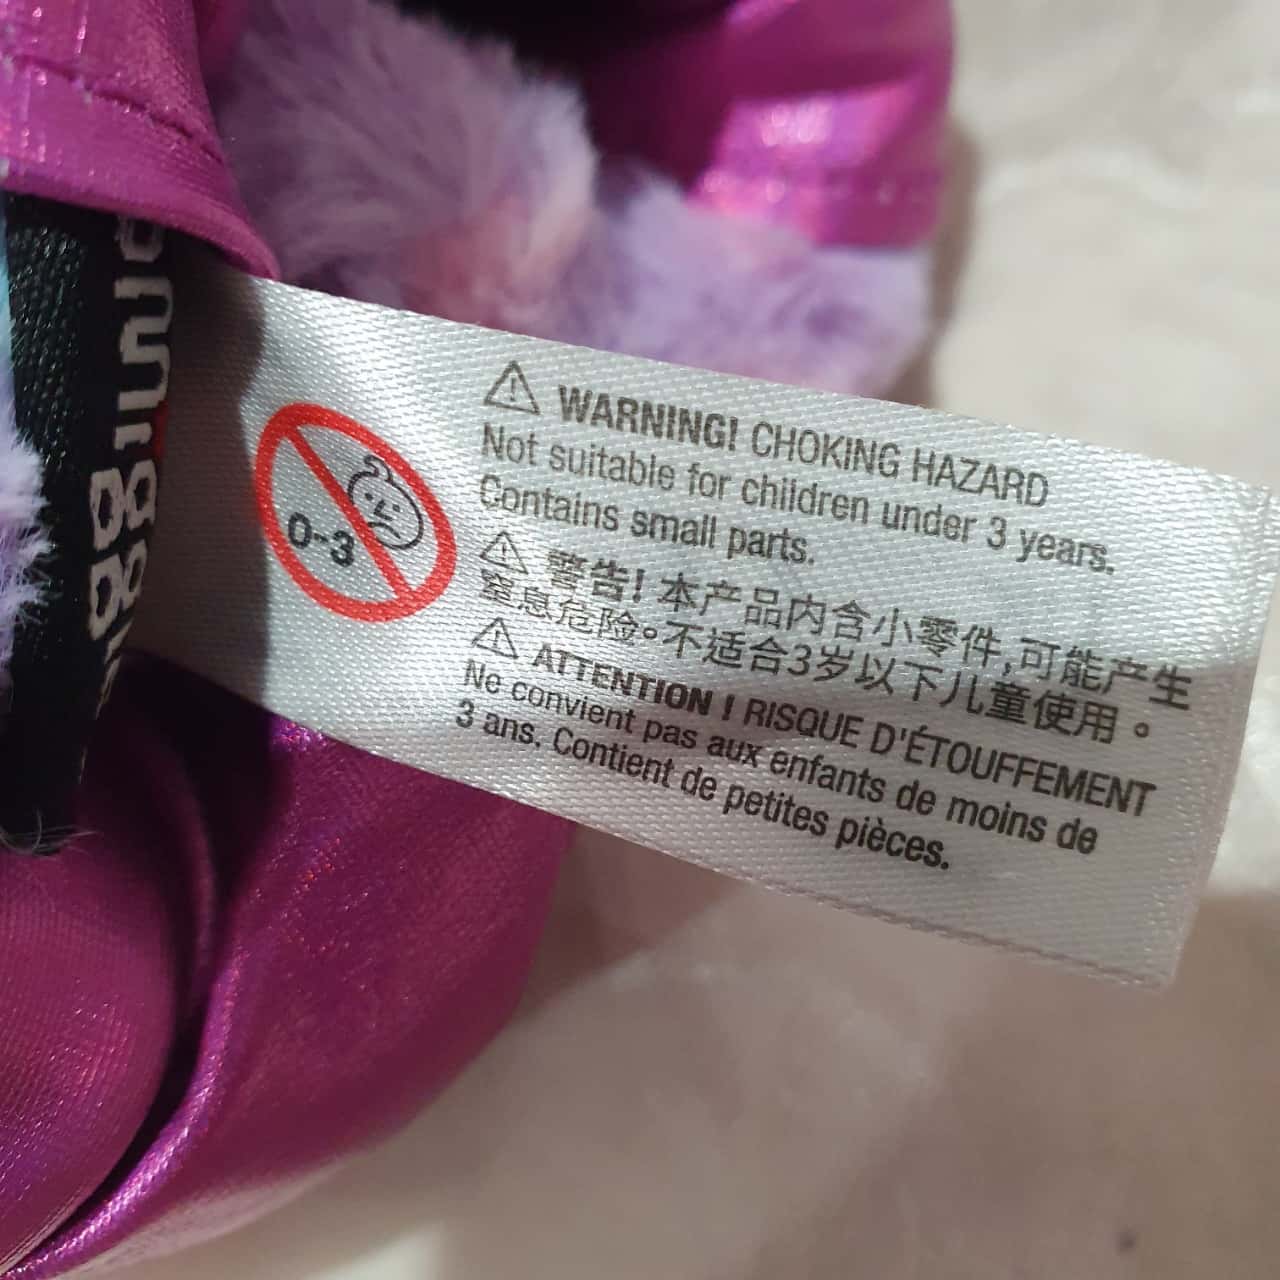 0-3
WARNING! CHOKING HAZARD
Not suitable for children under 3 years.
Contains small parts.
警告! 本产品内含小零件,可能产生
窒息危险。不适合3岁以下儿童使用。
ATTENTION ! RISQUE D'ÉTOUFFEMENT
Ne convient pas aux enfants de moins de
3 ans. Contient de petites pièces.